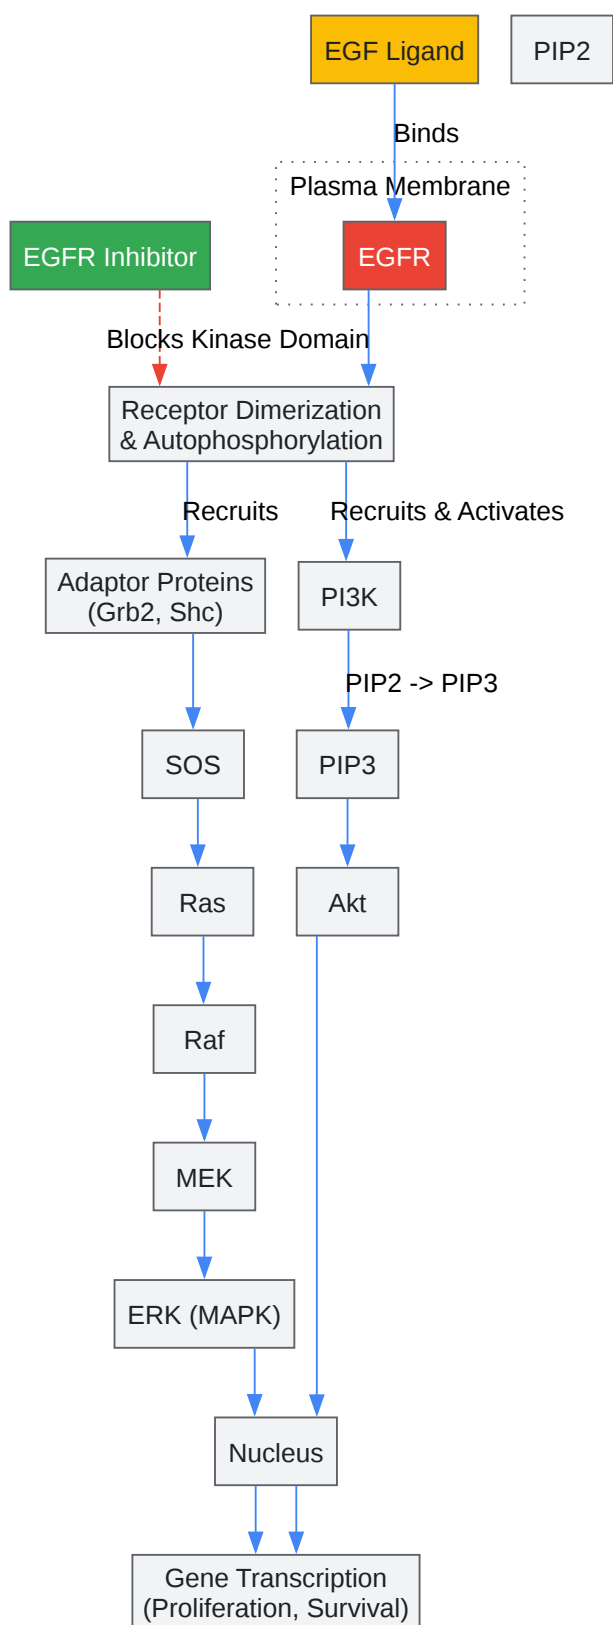 EGF Ligand
PIP2
Binds
Plasma Membrane
EGFR Inhibitor
EGFR
Blocks Kinase Domain
Receptor Dimerization
& Autophosphorylation
Recruits
Recruits & Activates
Adaptor Proteins
(Grb2, Shc)
PI3K
PIP2 -> PIP3
SOS
PIP3
Ras
Akt
Raf
MEK
ERK (MAPK)
Nucleus
Gene Transcription
(Proliferation, Survival)